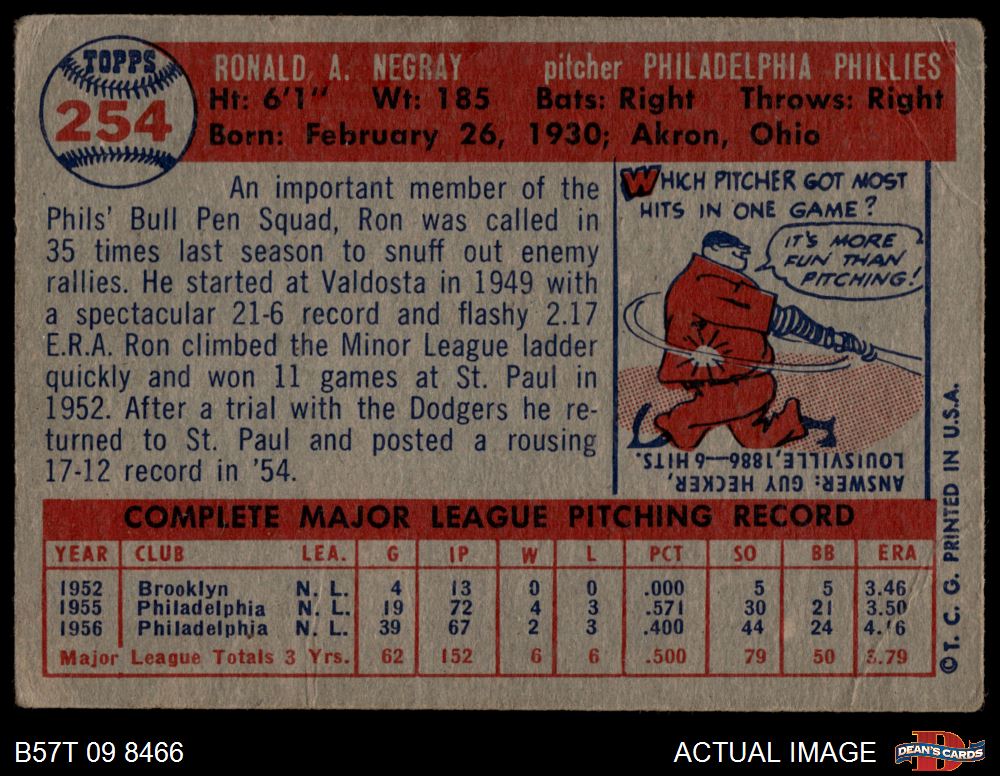 TOPPS
254
RONALD A. NEGRAY pitcher PHILADELPHIA PHILLIES
Ht: 6'1" Wt: 185 Bats: Right Throws: Right
Born: February 26, 1930; Akron, Ohio
An important member of the
Phils' Bull Pen Squad, Ron was called in
35 times last season to snuff out enemy
rallies. He started at Valdosta in 1949 with
a spectacular 21-6 record and flashy 2.17
E.R.A. Ron climbed the Minor League ladder
quickly and won 11 games at St. Paul in
1952. After a trial with the Dodgers he re-
turned to St. Paul and posted a rousing
17-12 record in '54.
WHICH PITCHER GOT MOST
HITS IN ONE GAME?
IT'S MORE
FUN THAN
PITCHING!
ANSWER: GUY HECKER,
LOUISVILLE, 1886—6 HITS.
COMPLETE MAJOR LEAGUE PITCHING RECORD
YEAR CLUB LEA. G IP W L PCT SO BB ERA
1952 Brooklyn N. L. 4 13 0 0 .000 5 5 3.46
1955 Philadelphia N. L. 19 72 4 3 .571 30 21 3.50
1956 Philadelphia N. L. 39 67 2 3 .400 44 24
Major League Totals 3 Yrs. 62 152 6 6 .500 79 50 3.79
© T. C. G. PRINTED IN U.S.A.
B57T 09 8466
ACTUAL IMAGE
DEAN'S CARDS